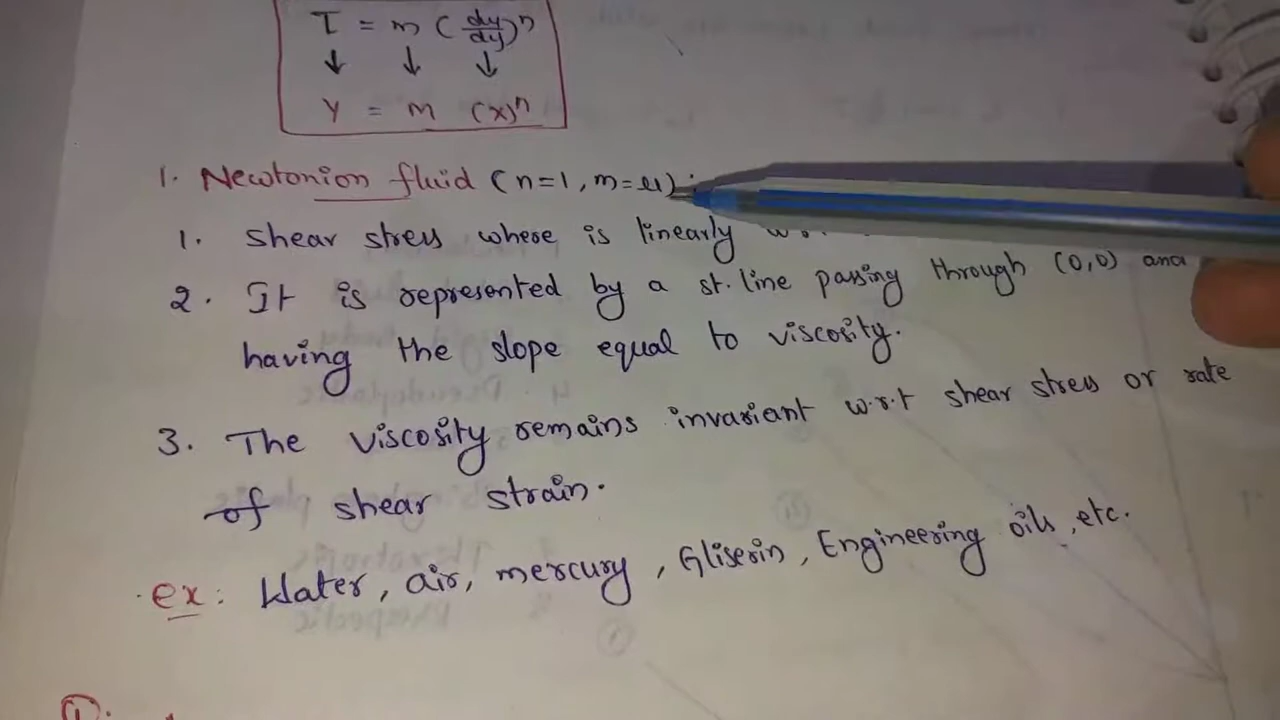 τ = m (du/dy)ⁿ
↓ ↓ ↓
Y = m (x)ⁿ
1. Newtonion fluid (n=1, m=μ):
1. Shear stress where is linearly w.r.
2. It is represented by a st. line passing through (0,0) and
having the slope equal to viscosity.
3. The viscosity remains invariant w.r.t shear stress or rate
of shear strain.
ex: Water, air, mercury, Gliserin, Engineering oils, etc.